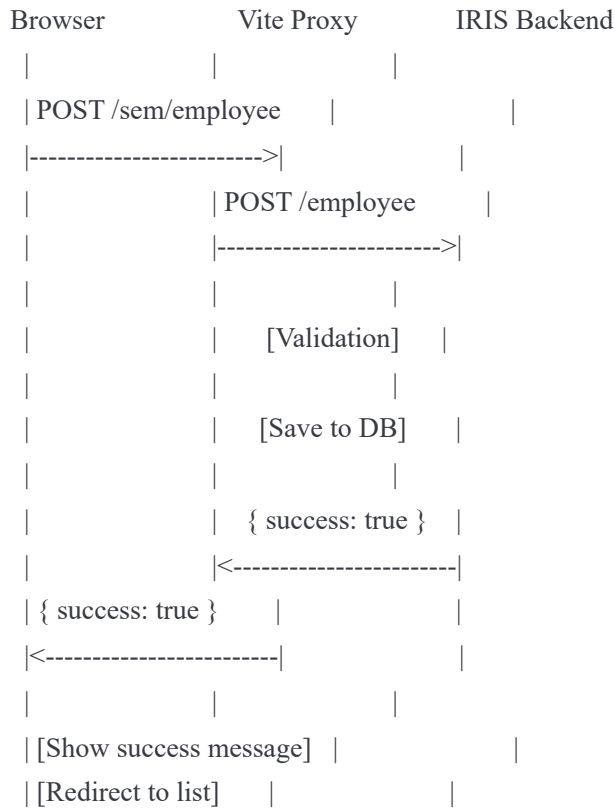 Browser Vite Proxy IRIS Backend
| | |
| POST /sem/employee | |
|------------------------->| |
| | POST /employee |
| |------------------------>|
| | |
| | [Validation] |
| | |
| | [Save to DB] |
| | |
| | { success: true } |
| |<------------------------|
| { success: true } | |
|<-------------------------| |
| | |
| [Show success message] | |
| [Redirect to list] | |